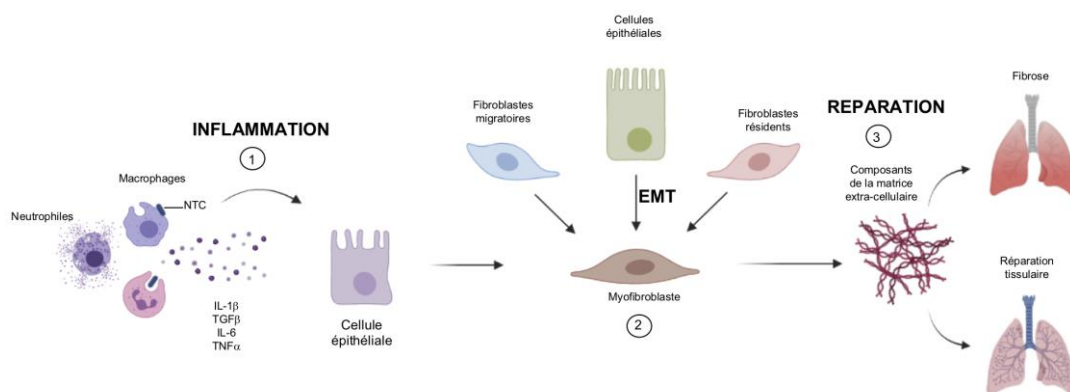 INFLAMMATION
1
Macrophages
NTC
Neutrophiles
IL-1β
TGFβ
IL-6
TNFα
Cellule
épithéliale
Cellules
épithéliales
Fibroblastes
migratoires
Fibroblastes
résidents
EMT
Myofibroblaste
2
REPARATION
3
Composants
de la matrice
extra-cellulaire
Fibrose
Réparation
tissulaire